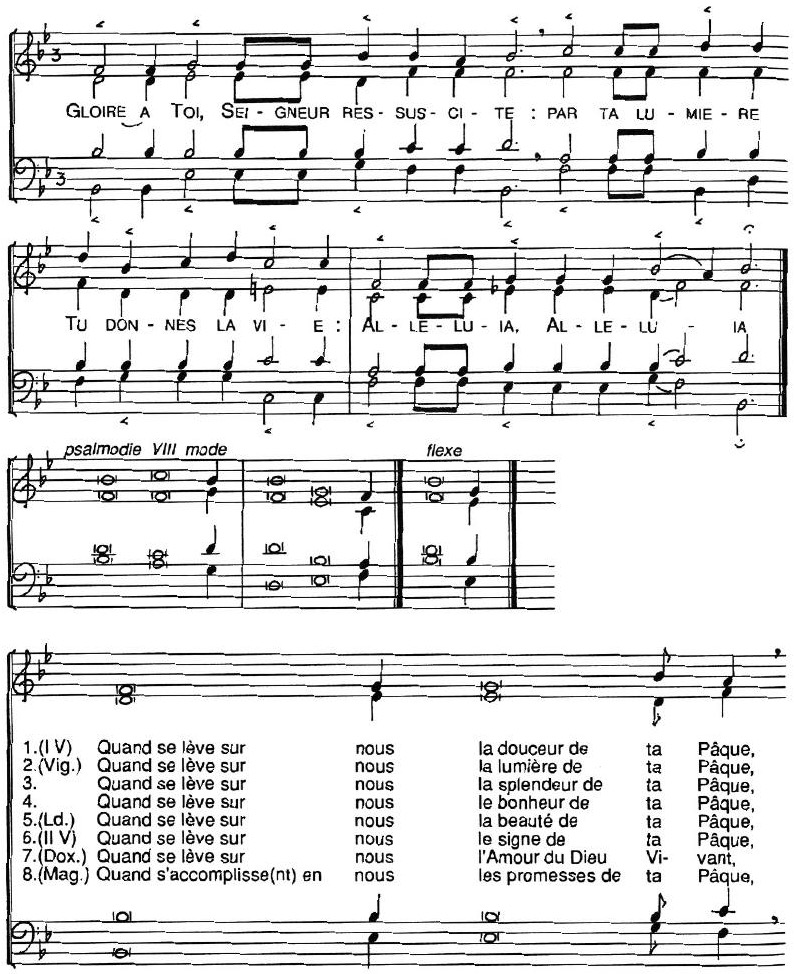 GLOIRE A TOI, SEI-GNEUR RES-SUS-CI-TE : PAR TA LU-MIE-RE
TU DON-NES LA VI-E : AL-LE-LU-IA, AL-LE-LU-IA
psalmodie VIII mode flexe
1.(I V) Quand se lève sur nous la douceur de ta Pâque,
2.(Vig.) Quand se lève sur nous la lumière de ta Pâque,
3. Quand se lève sur nous la splendeur de ta Pâque,
4. Quand se lève sur nous le bonheur de ta Pâque,
5.(Ld.) Quand se lève sur nous la beauté de ta Pâque,
6.(II V) Quand se lève sur nous le signe de ta Pâque,
7.(Dox.) Quand se lève sur nous l'Amour du Dieu Vi-vant,
8.(Mag.) Quand s'accomplisse(nt) en nous les promesses de ta Pâque,